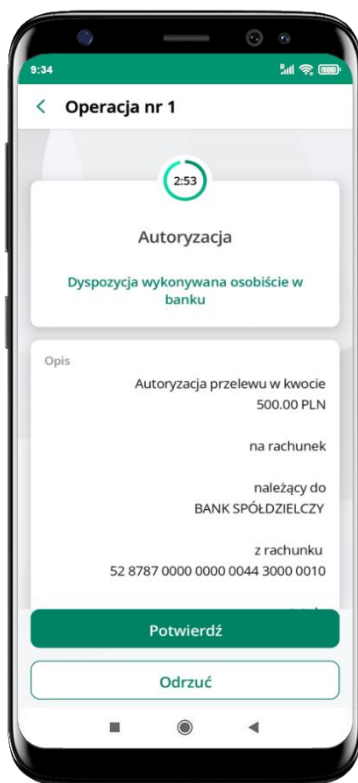 9:34
Operacja nr 1
2:53
Autoryzacja
Dyspozycja wykonywana osobiście w
banku
Opis
Autoryzacja przelewu w kwocie
500.00 PLN
na rachunek
należący do
BANK SPÓŁDZIELCZY
z rachunku
52 8787 0000 0000 0044 3000 0010
Potwierdź
Odrzuć